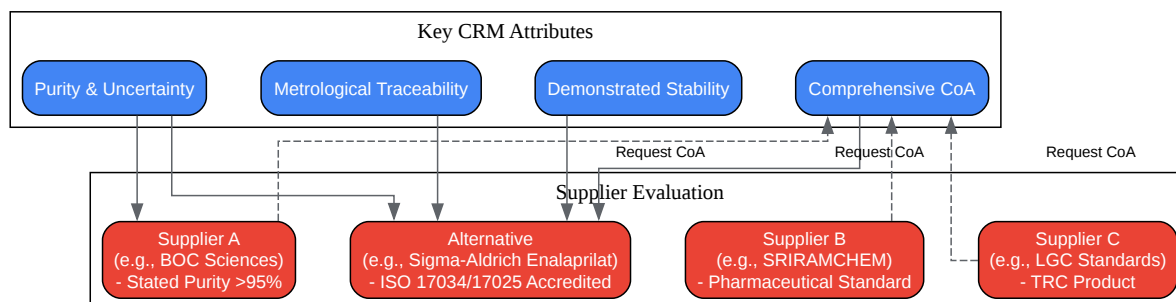 Key CRM Attributes
Purity & Uncertainty
Metrological Traceability
Demonstrated Stability
Comprehensive CoA
Request CoA
Request CoA
Request CoA
Supplier Evaluation
Supplier A
(e.g., BOC Sciences)
- Stated Purity >95%
Alternative
(e.g., Sigma-Aldrich Enalaprilat)
- ISO 17034/17025 Accredited
Supplier B
(e.g., SRIRAMCHEM)
- Pharmaceutical Standard
Supplier C
(e.g., LGC Standards)
- TRC Product